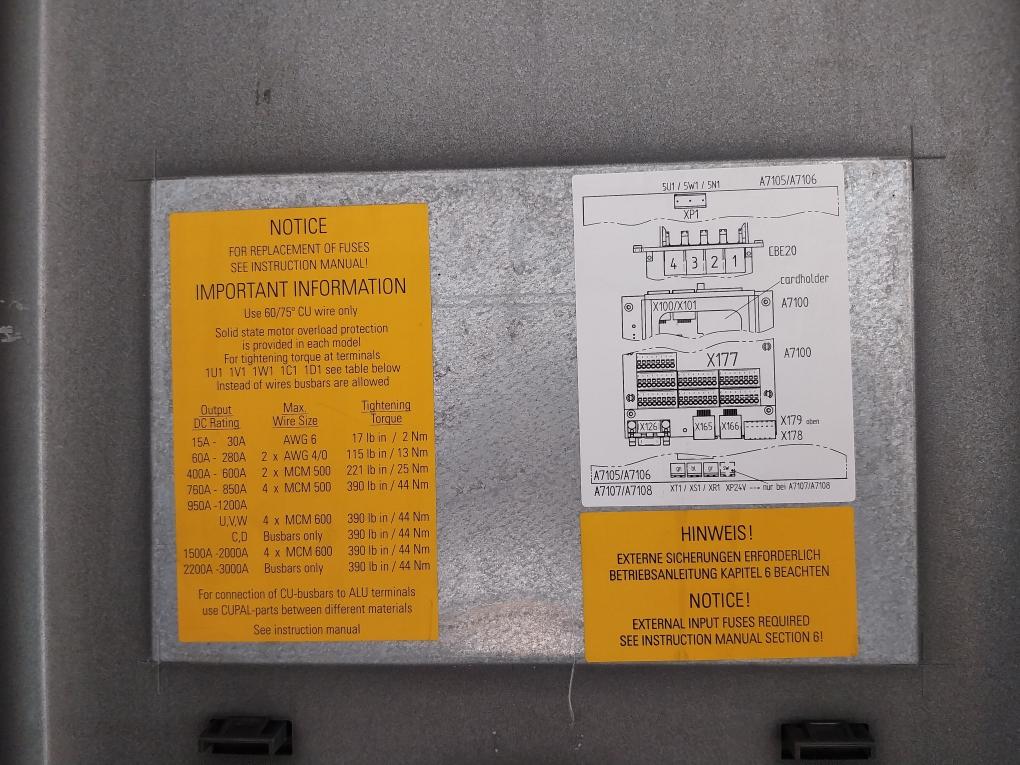 NOTICE
FOR REPLACEMENT OF FUSES
SEE INSTRUCTION MANUAL!
IMPORTANT INFORMATION
Use 60/75° CU wire only
Solid state motor overload protection
is provided in each model
For tightening torque at terminals
1U1 1V1 1W1 1C1 1D1 see table below
Instead of wires busbars are allowed
Output DC Rating Max. Wire Size Tightening Torque
15A - 30A AWG 6 17 lb in / 2 Nm
60A - 280A 2 x AWG 4/0 115 lb in / 13 Nm
400A - 600A 2 x MCM 500 221 lb in / 25 Nm
760A - 850A 4 x MCM 500 390 lb in / 44 Nm
950A -1200A
U,V,W 4 x MCM 600 390 lb in / 44 Nm
C,D Busbars only 390 lb in / 44 Nm
1500A -2000A 4 x MCM 600 390 lb in / 44 Nm
2200A -3000A Busbars only 390 lb in / 44 Nm
For connection of CU-busbars to ALU terminals
use CUPAL-parts between different materials
See instruction manual
5U1 / 5W1 / 5N1 A7105/A7106
XP1
4 3 2 1 CBE20
cardholder
X100/X101 A7100
X177 A7100
X126 X165 X166 X179 oben
X178
A7105/A7106
A7107/A7108 XT1 / XS1 / XR1 XP24V --→ nur bei A7107/A7108
HINWEIS!
EXTERNE SICHERUNGEN ERFORDERLICH
BETRIEBSANLEITUNG KAPITEL 6 BEACHTEN
NOTICE!
EXTERNAL INPUT FUSES REQUIRED
SEE INSTRUCTION MANUAL SECTION 6!